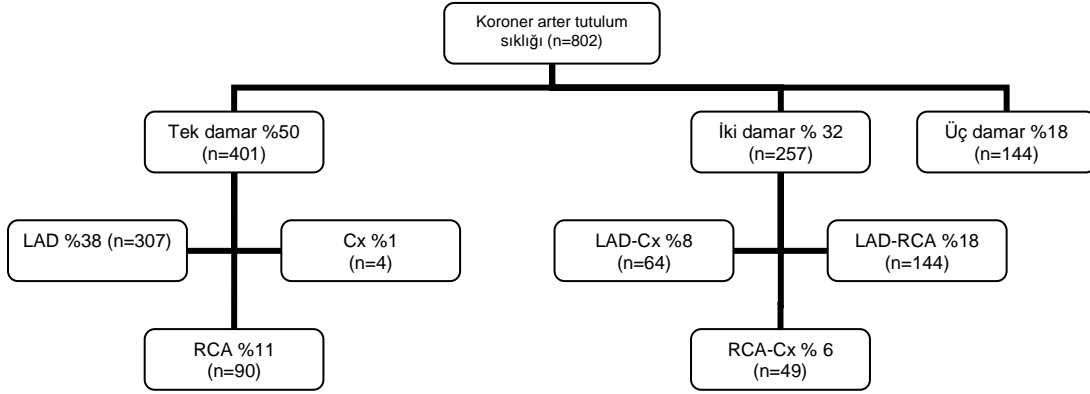 Koroner arter tutulum
sıklığı (n=802)
Tek damar %50
(n=401)
İki damar % 32
(n=257)
Üç damar %18
(n=144)
LAD %38 (n=307)
Cx %1
(n=4)
LAD-Cx %8
(n=64)
LAD-RCA %18
(n=144)
RCA %11
(n=90)
RCA-Cx % 6
(n=49)